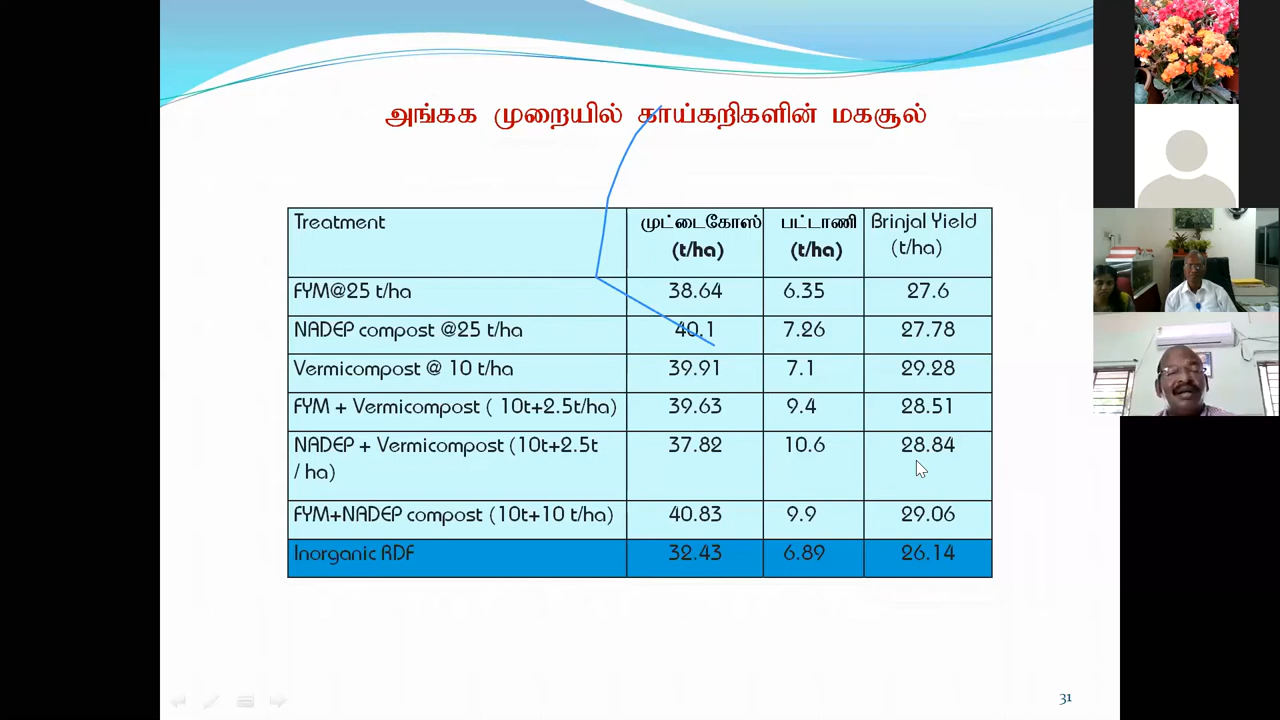 அங்கக முறையில் காய்கறிகளின் மகசூல்
Treatment முட்டைகோஸ் (t/ha) பட்டாணி (t/ha) Brinjal Yield (t/ha)
FYM@25 t/ha 38.64 6.35 27.6
NADEP compost @25 t/ha 40.1 7.26 27.78
Vermicompost @ 10 t/ha 39.91 7.1 29.28
FYM + Vermicompost ( 10t+2.5t/ha) 39.63 9.4 28.51
NADEP + Vermicompost (10t+2.5t / ha) 37.82 10.6 28.84
FYM+NADEP compost (10t+10 t/ha) 40.83 9.9 29.06
Inorganic RDF 32.43 6.89 26.14
31